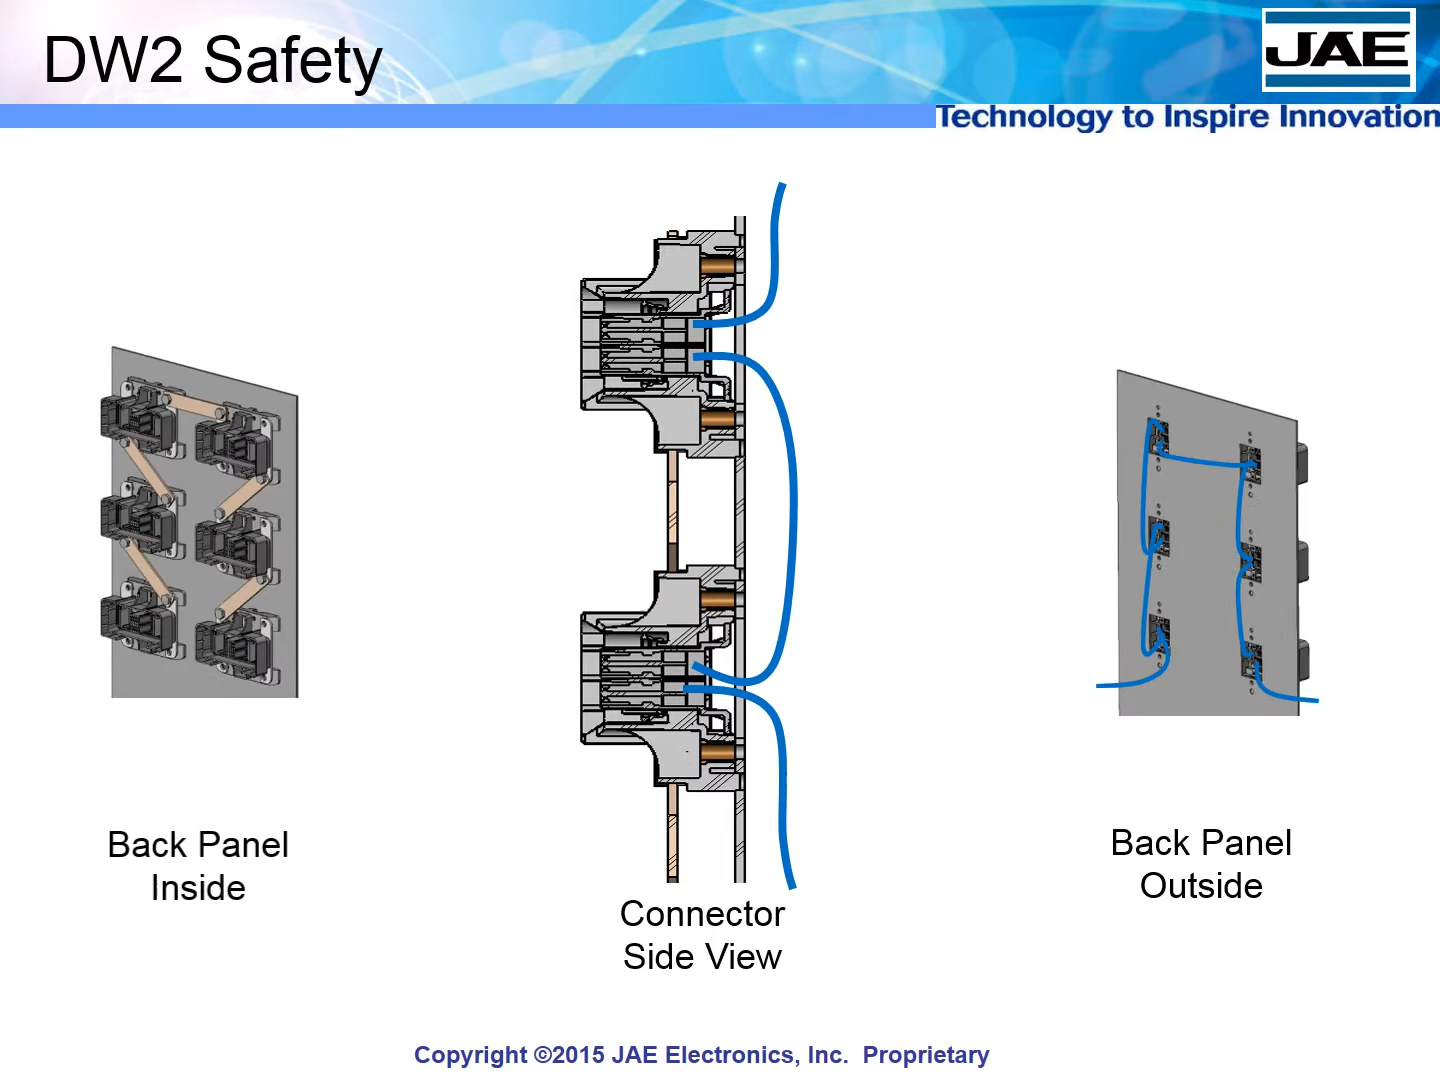 DW2 Safety
JAE
Technology to Inspire Innovation
Back Panel
Inside
Connector
Side View
Back Panel
Outside
Copyright ©2015 JAE Electronics, Inc.  Proprietary